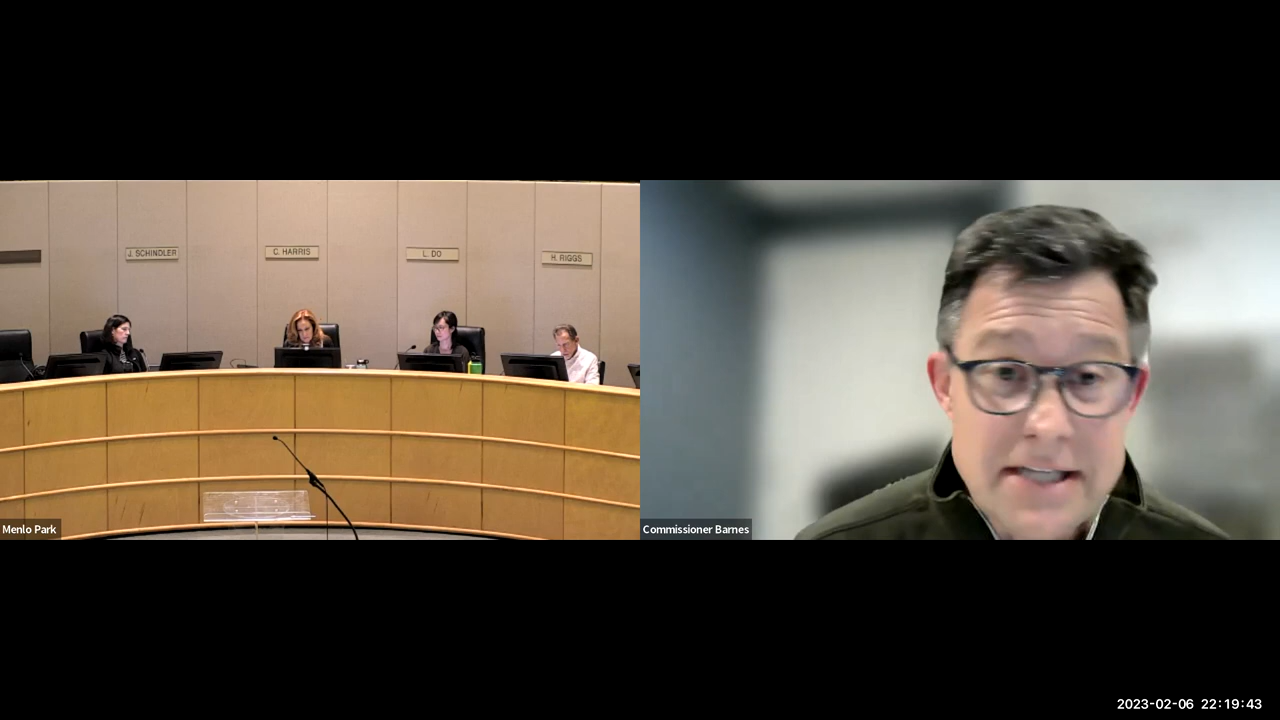 J. SCHINDLER
C. HARRIS
L. DO
H. RIGGS
Menlo Park
Commissioner Barnes
2023-02-06 22:19:43